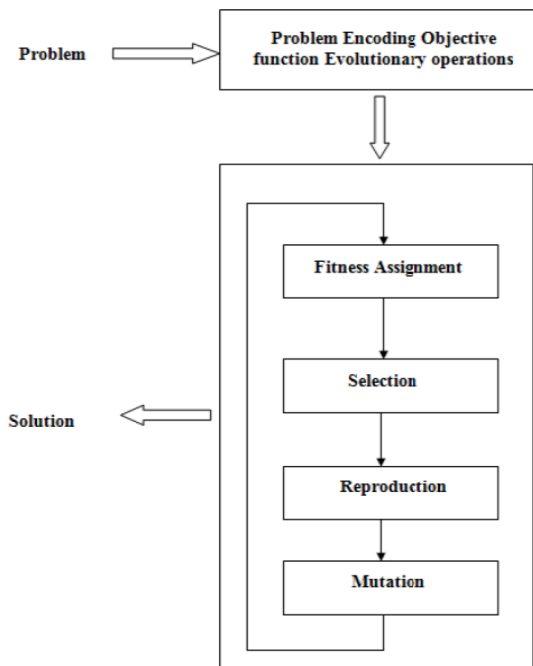 Problem
Problem Encoding Objective
function Evolutionary operations
Fitness Assignment
Selection
Solution
Reproduction
Mutation